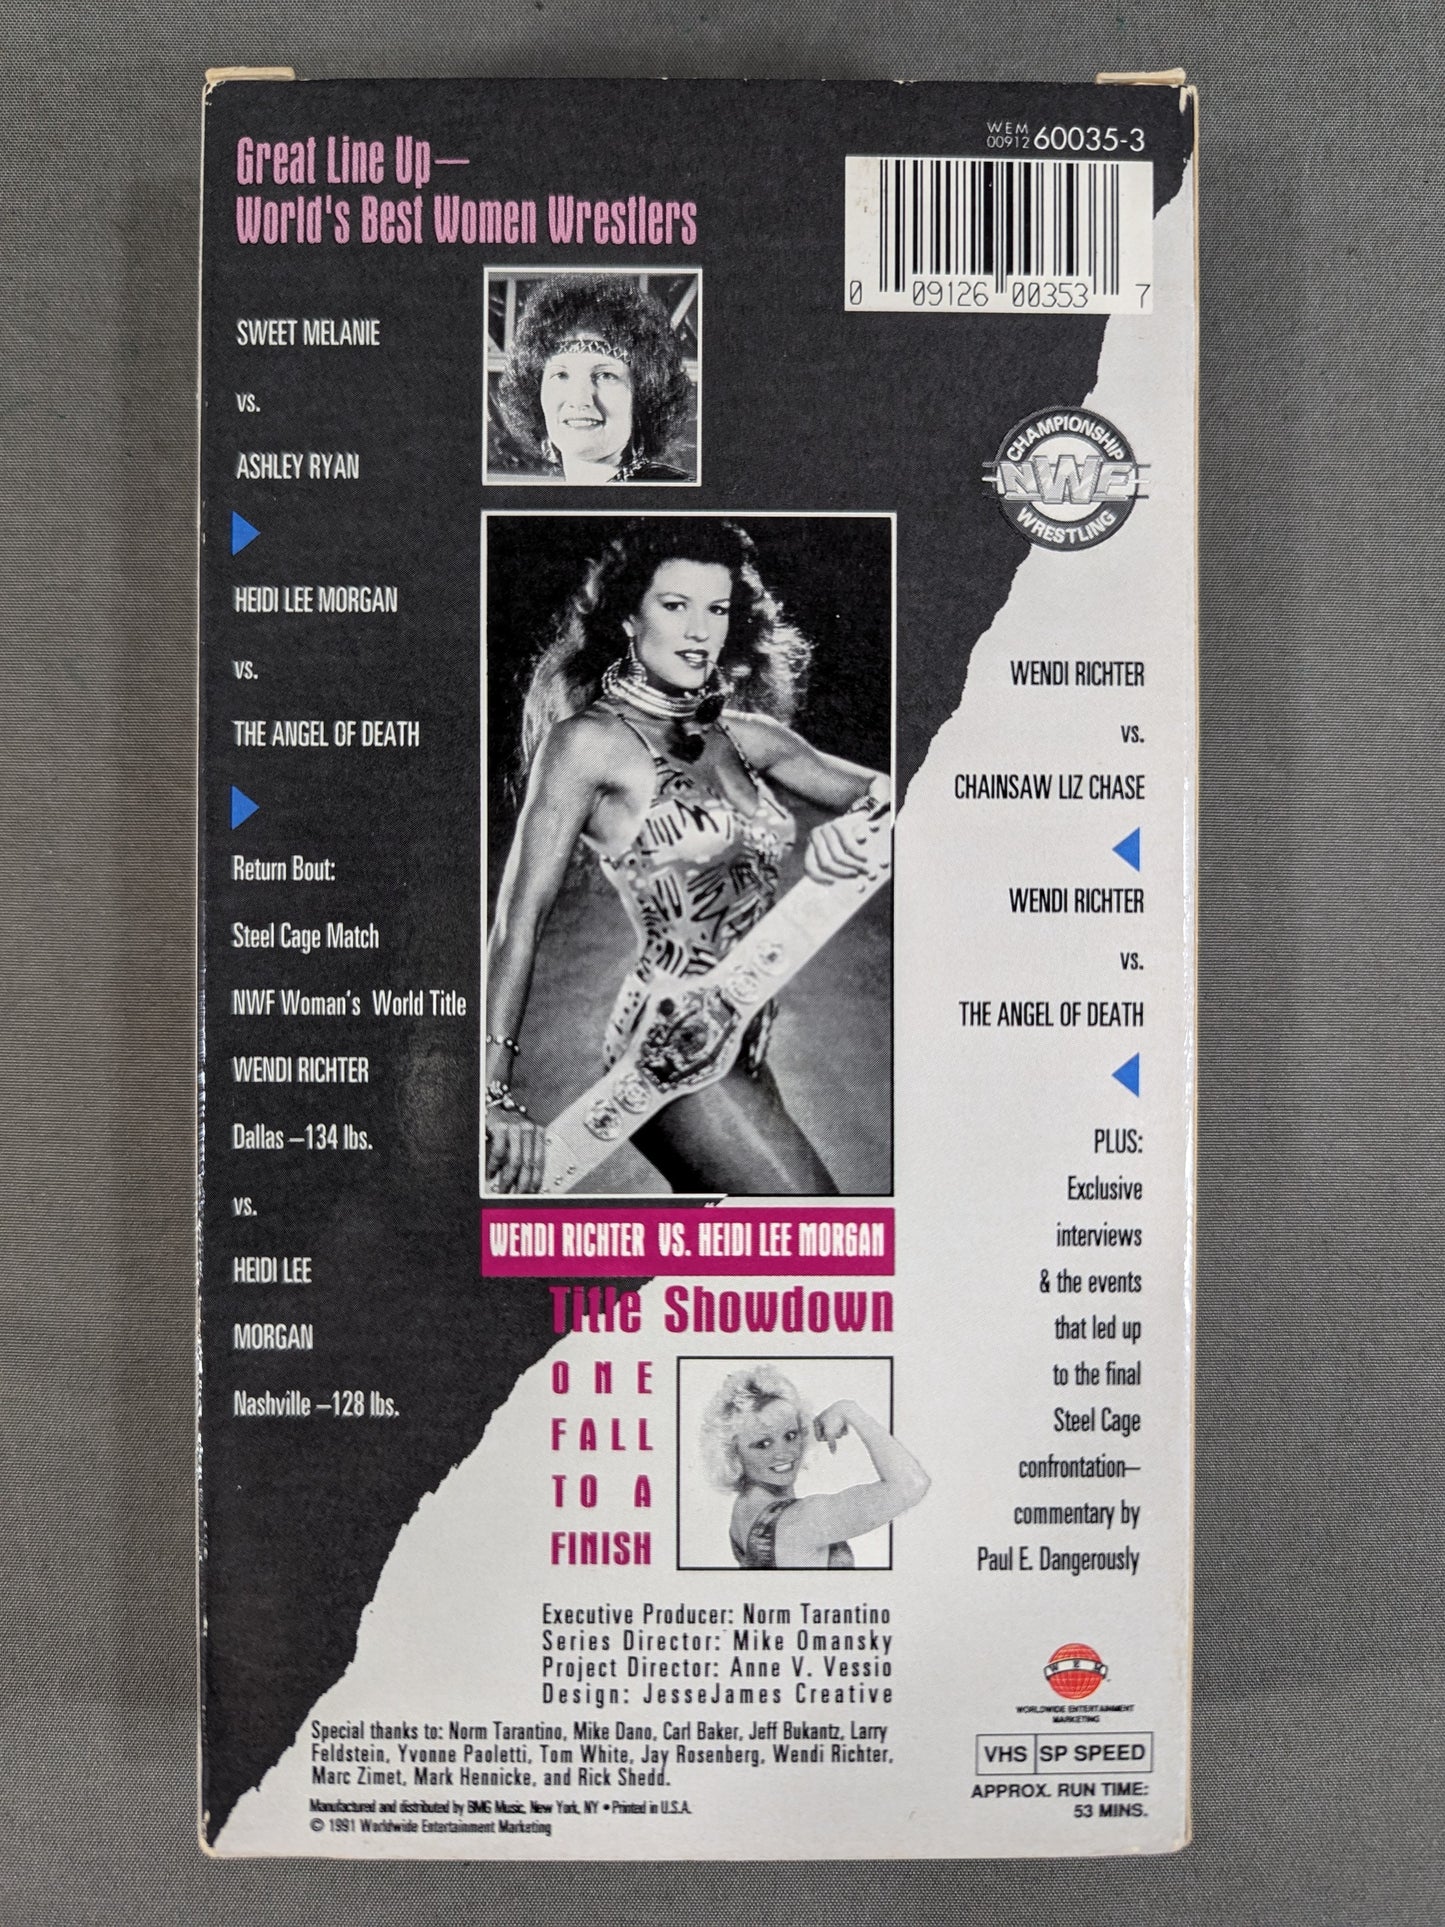 Great Line Up—
World's Best Women Wrestlers
WEM
00912 60035-3
0 09126 00353 7
SWEET MELANIE
vs.
ASHLEY RYAN
HEIDI LEE MORGAN
vs.
THE ANGEL OF DEATH
Return Bout:
Steel Cage Match
NWF Woman's World Title
WENDI RICHTER
Dallas –134 lbs.
vs.
HEIDI LEE
MORGAN
Nashville –128 lbs.
CHAMPIONSHIP
NWF
WRESTLING
WENDI RICHTER
vs.
CHAINSAW LIZ CHASE
WENDI RICHTER
vs.
THE ANGEL OF DEATH
PLUS:
Exclusive
interviews
& the events
that led up
to the final
Steel Cage
confrontation–
commentary by
Paul E. Dangerously
WENDI RICHTER VS. HEIDI LEE MORGAN
Title Showdown
ONE
FALL
TO A
FINISH
Executive Producer: Norm Tarantino
Series Director: Mike Omansky
Project Director: Anne V. Vessio
Design: JesseJames Creative
Special thanks to: Norm Tarantino, Mike Dano, Carl Baker, Jeff Bukantz, Larry
Feldstein, Yvonne Paoletti, Tom White, Jay Rosenberg, Wendi Richter,
Marc Zimet, Mark Hennicke, and Rick Shedd.
Manufactured and distributed by BMG Music, New York, NY • Printed in U.S.A.
© 1991 Worldwide Entertainment Marketing
WEM
WORLDWIDE ENTERTAINMENT
MARKETING
VHS SP SPEED
APPROX. RUN TIME:
53 MINS.